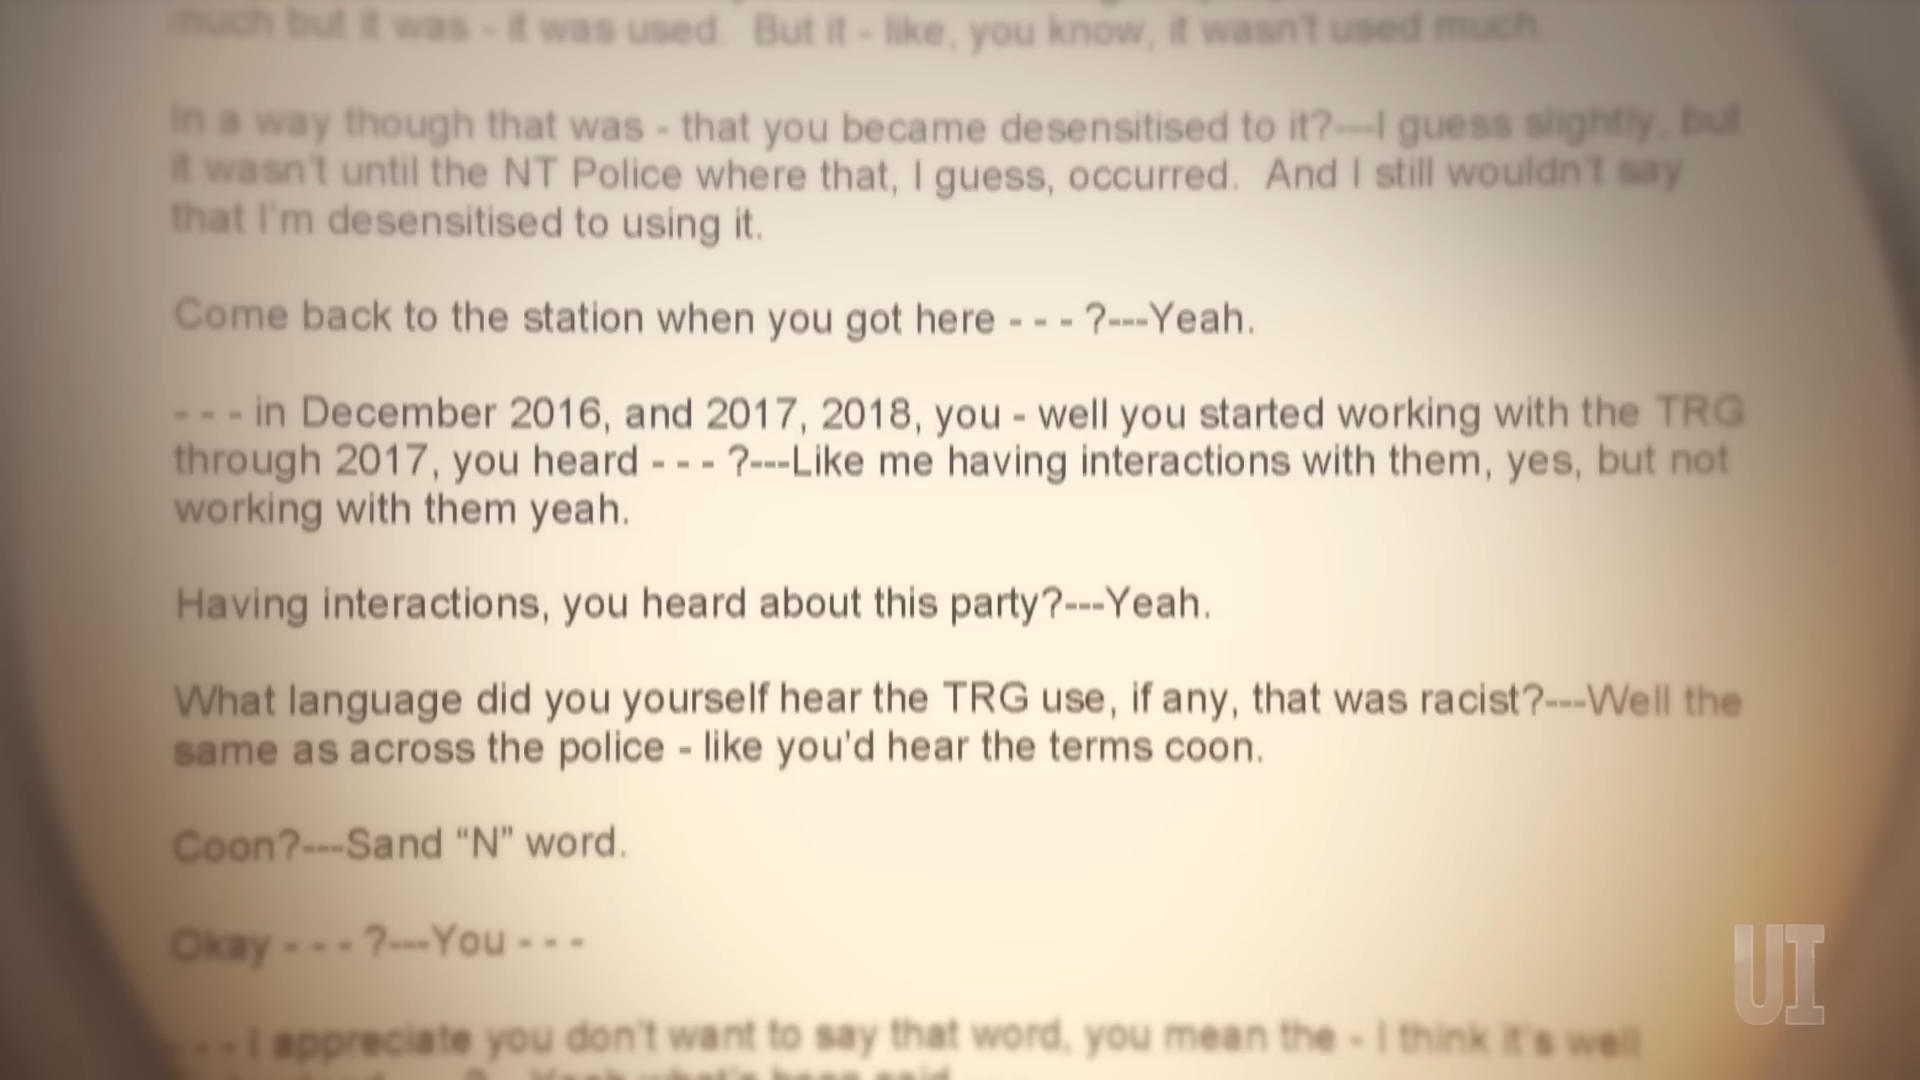 much but it was - it was used. But it - like, you know, it wasn't used much.
In a way though that was - that you became desensitised to it?---I guess slightly, but
it wasn't until the NT Police where that, I guess, occurred. And I still wouldn't say
that I'm desensitised to using it.
Come back to the station when you got here - - - ?---Yeah.
- - - in December 2016, and 2017, 2018, you - well you started working with the TRG
through 2017, you heard - - - ?---Like me having interactions with them, yes, but not
working with them yeah.
Having interactions, you heard about this party?---Yeah.
What language did you yourself hear the TRG use, if any, that was racist?---Well the
same as across the police - like you'd hear the terms coon.
Coon?---Sand “N” word.
Okay - - - ?---You - - -
- - - I appreciate you don't want to say that word, you mean the - I think it's well
Yeah what's been said
UI